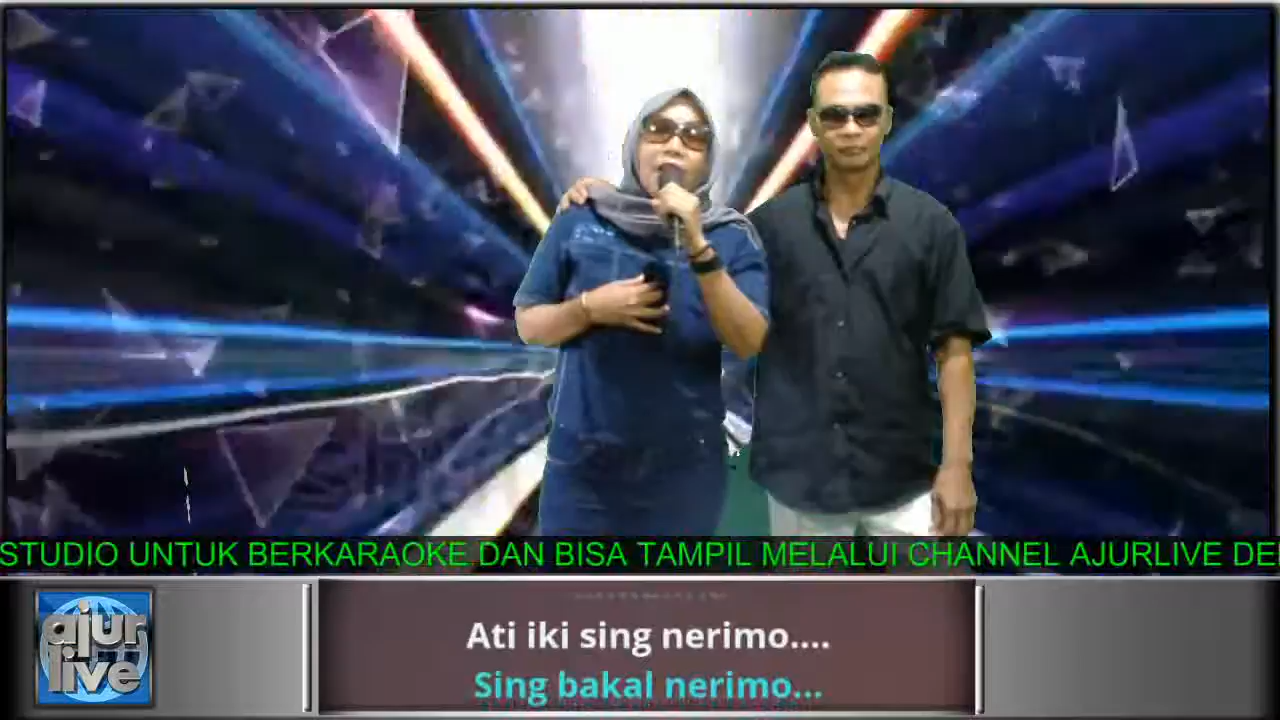 STUDIO UNTUK BERKARAOKE DAN BISA TAMPIL MELALUI CHANNEL AJURLIVE DE
ajur
live
Ati iki sing nerimo....
Sing bakal nerimo...